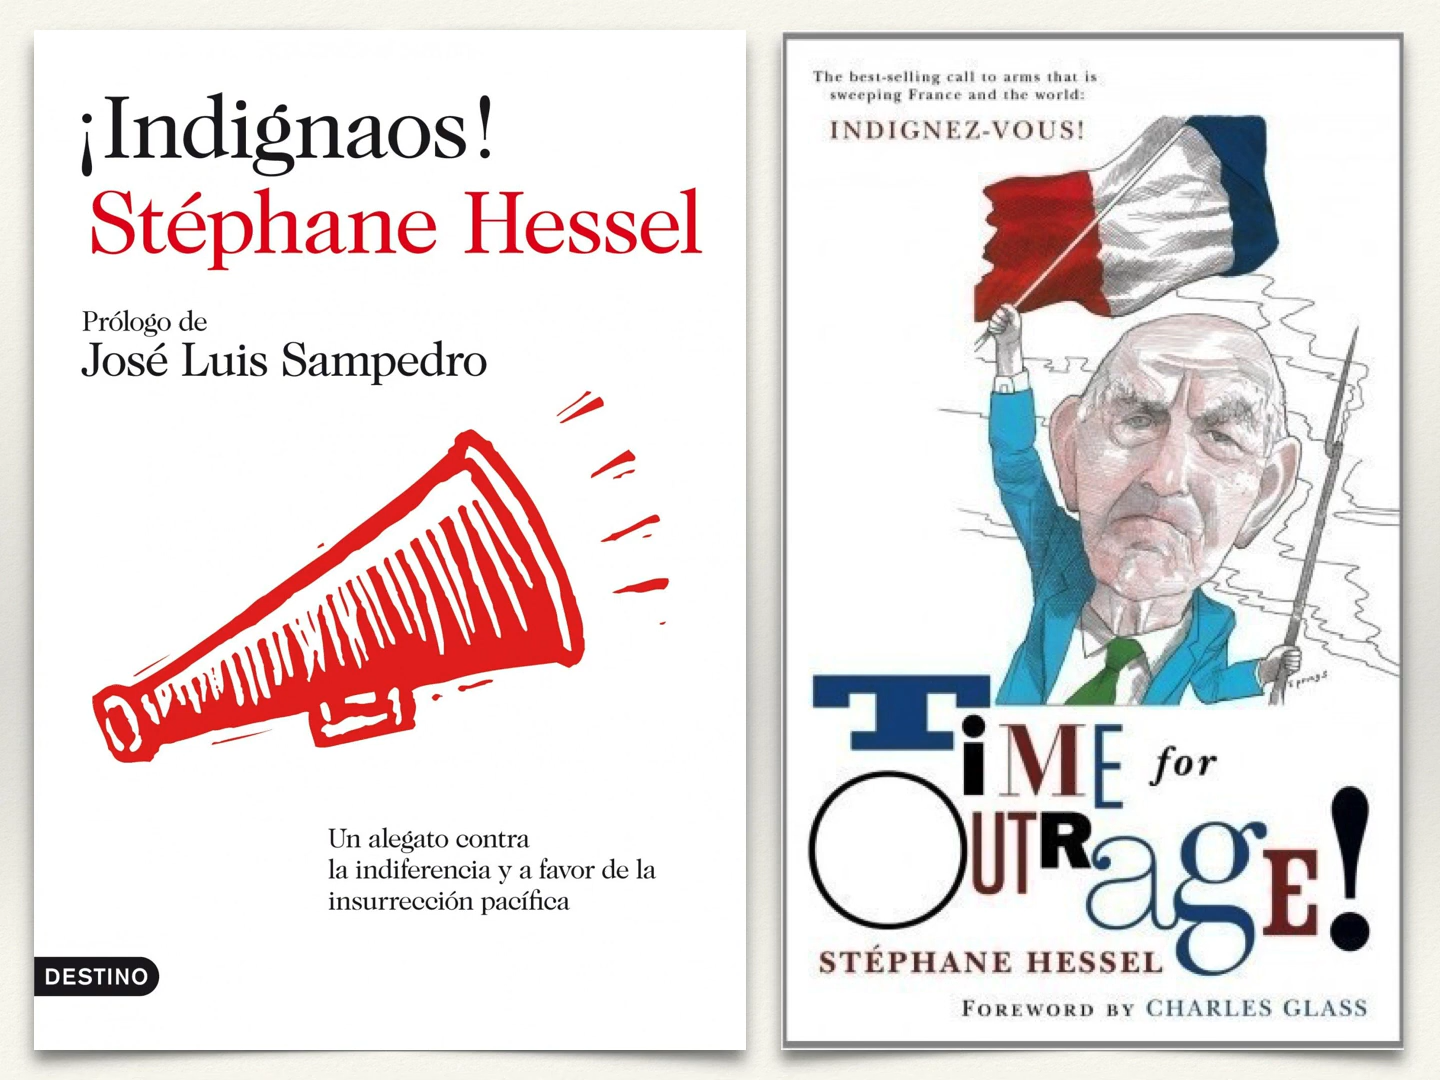 ¡Indignaos!
Stéphane Hessel
Prólogo de
José Luis Sampedro
Un alegato contra
la indiferencia y a favor de la
insurrección pacífica
DESTINO
The best-selling call to arms that is
sweeping France and the world:
INDIGNEZ-VOUS!
Springs
TiME for
OUTRagE!
STÉPHANE HESSEL
FOREWORD BY CHARLES GLASS